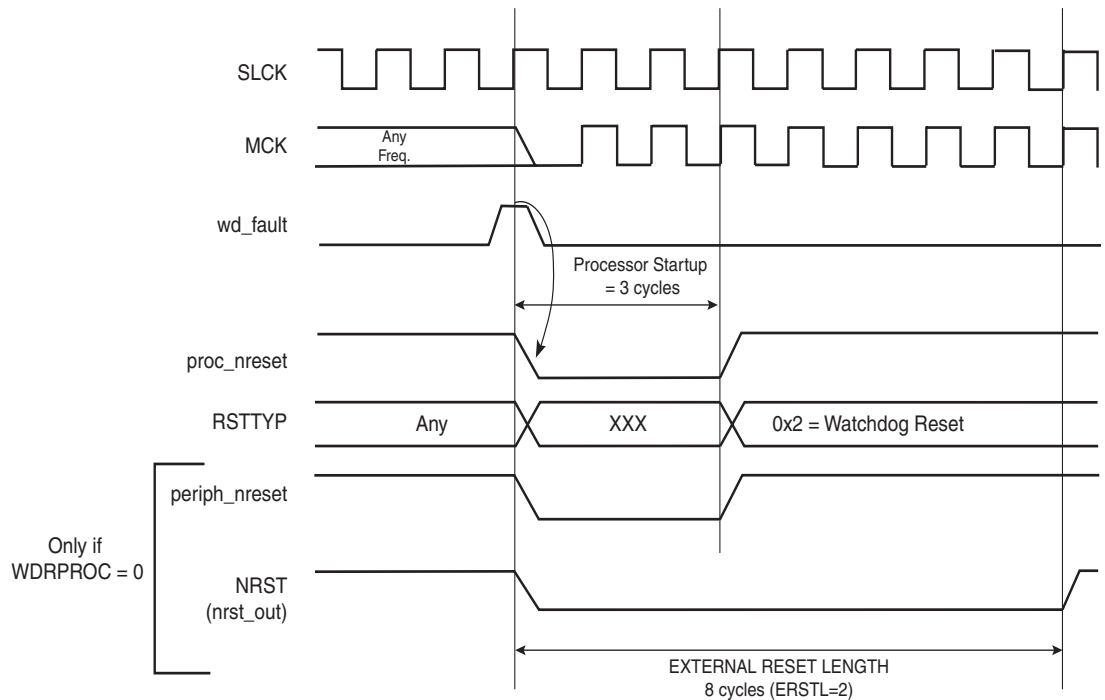 SLCK
MCK
Any
Freq.
wd_fault
Processor Startup
= 3 cycles
proc_nreset
RSTTYP
Any
XXX
0x2 = Watchdog Reset
periph_nreset
Only if
WDRPROC = 0
NRST
(nrst_out)
EXTERNAL RESET LENGTH
8 cycles (ERSTL=2)